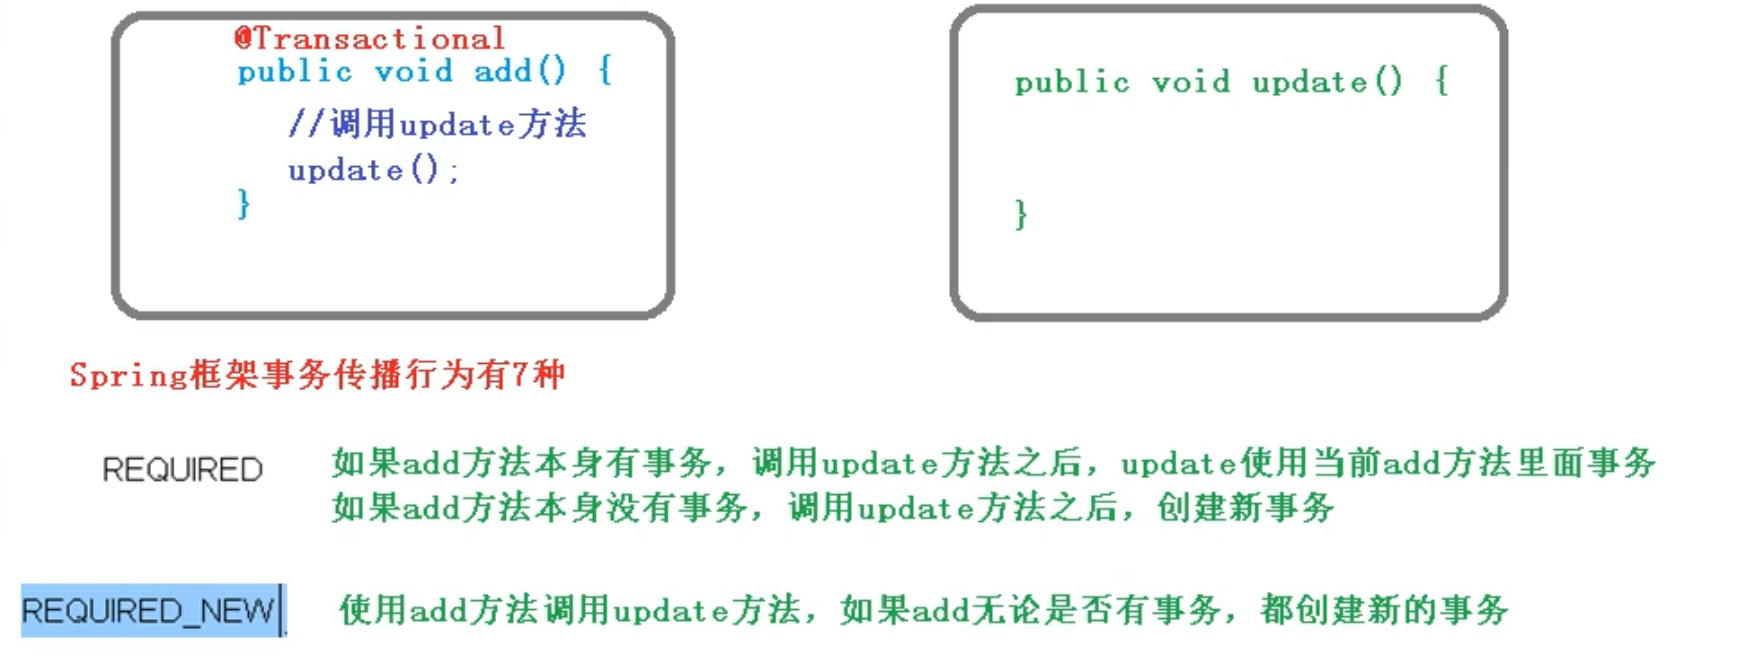 @Transactional
public void add() {
//调用update方法
update();
}
public void update() {
}
Spring框架事务传播行为有7种
REQUIRED
如果add方法本身有事务，调用update方法之后，update使用当前add方法里面事务
如果add方法本身没有事务，调用update方法之后，创建新事务
REQUIRED_NEW
使用add方法调用update方法，如果add无论是否有事务，都创建新的事务